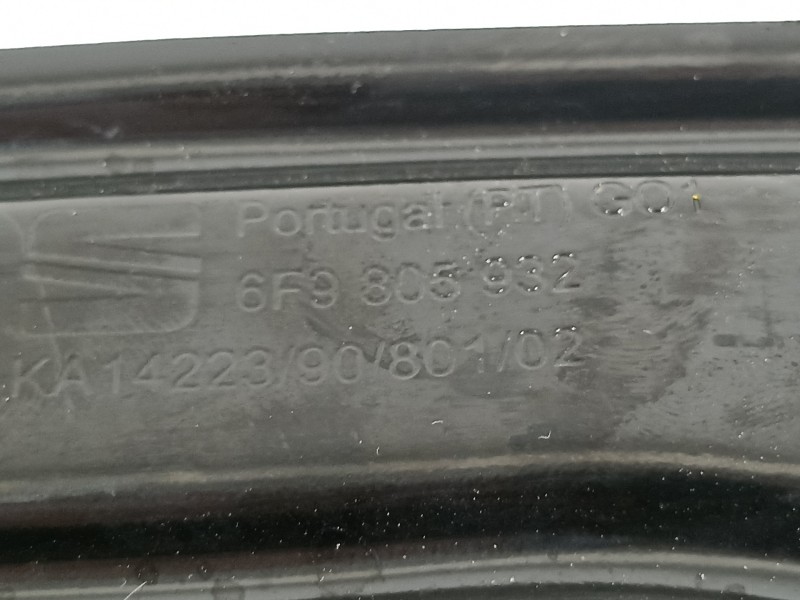 Portugal (PT) GO1
6F9 805 932
KA14223/90/801/02